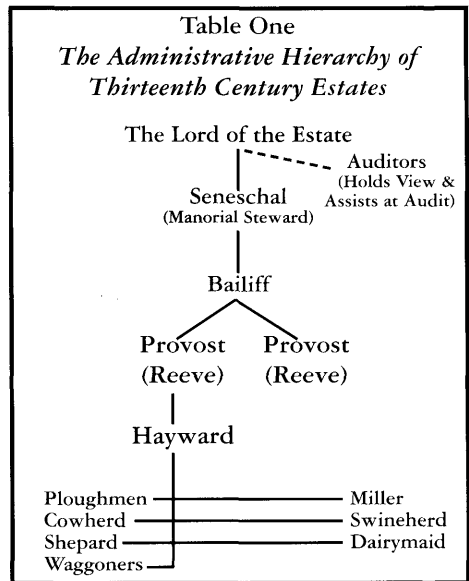 Table One
The Administrative Hierarchy of
Thirteenth Century Estates
The Lord of the Estate
Auditors
(Holds View &
Assists at Audit)
Seneschal
(Manorial Steward)
Bailiff
Provost Provost
(Reeve) (Reeve)
Hayward
Ploughmen Miller
Cowherd Swineherd
Shepard Dairymaid
Waggoners